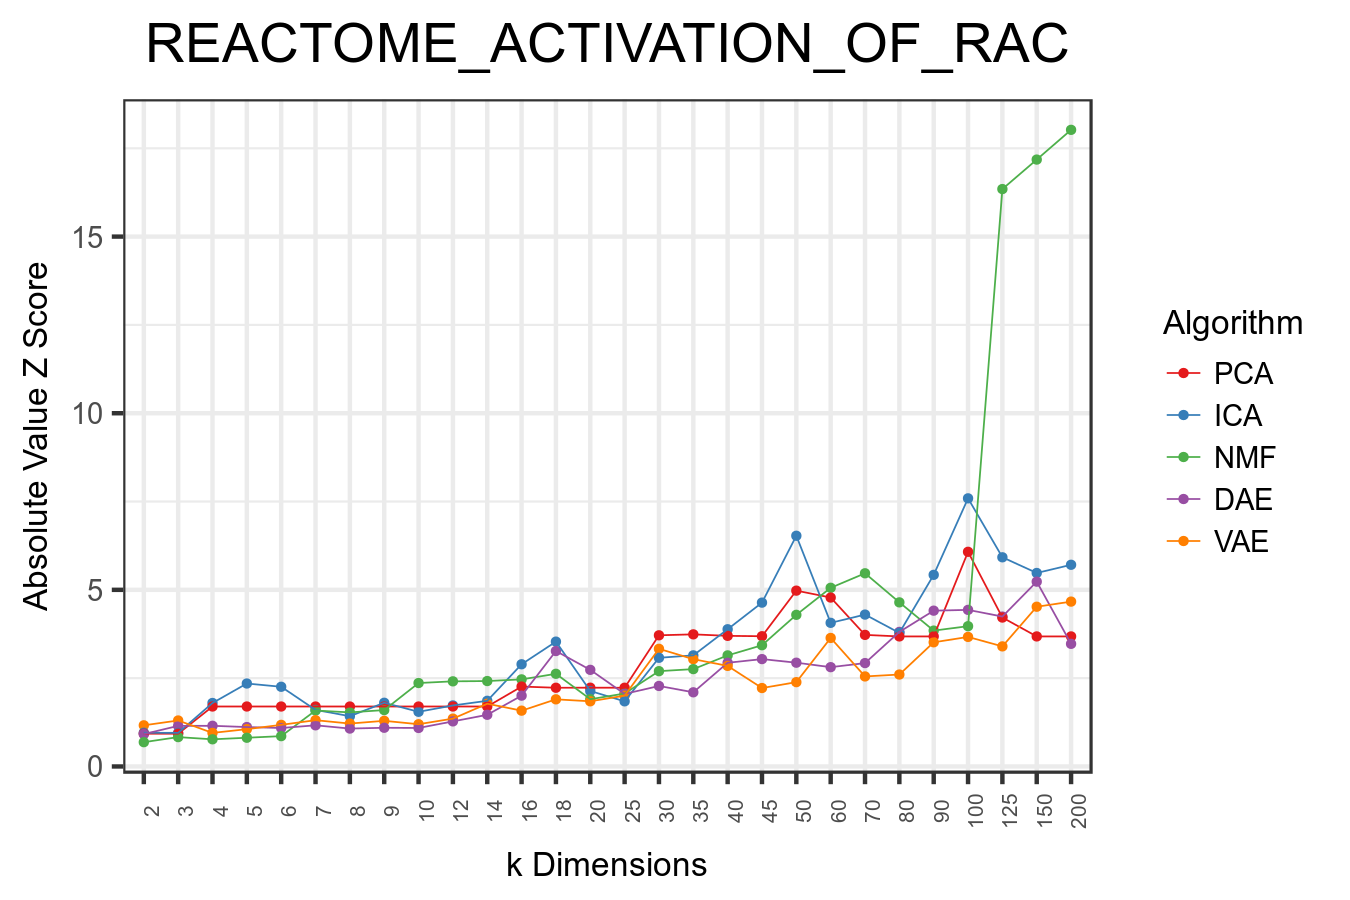 REACTOME_ACTIVATION_OF_RAC
Absolute Value Z Score
15
10
5
0
2 3 4 5 6 7 8 9 10 12 14 16 18 20 25 30 35 40 45 50 60 70 80 90 100 125 150 200
k Dimensions
Algorithm
PCA
ICA
NMF
DAE
VAE